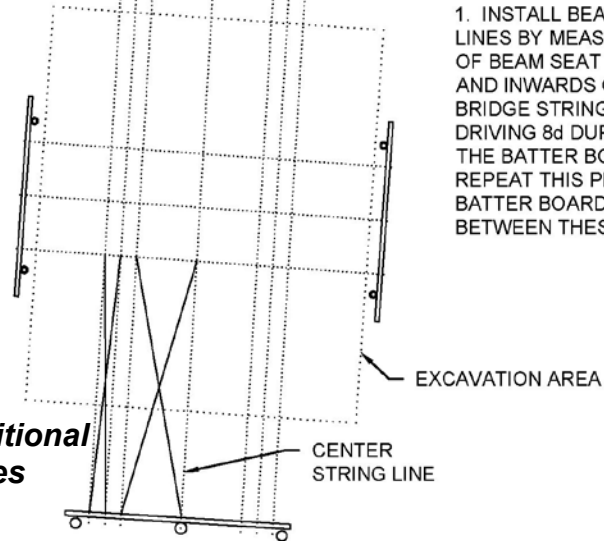 1. INSTALL BEA
LINES BY MEAS
OF BEAM SEAT
AND INWARDS
BRIDGE STRING
DRIVING 8d DUP
THE BATTER BO
REPEAT THIS P
BATTER BOARD
BETWEEN THES
EXCAVATION AREA
itional
es
CENTER
STRING LINE